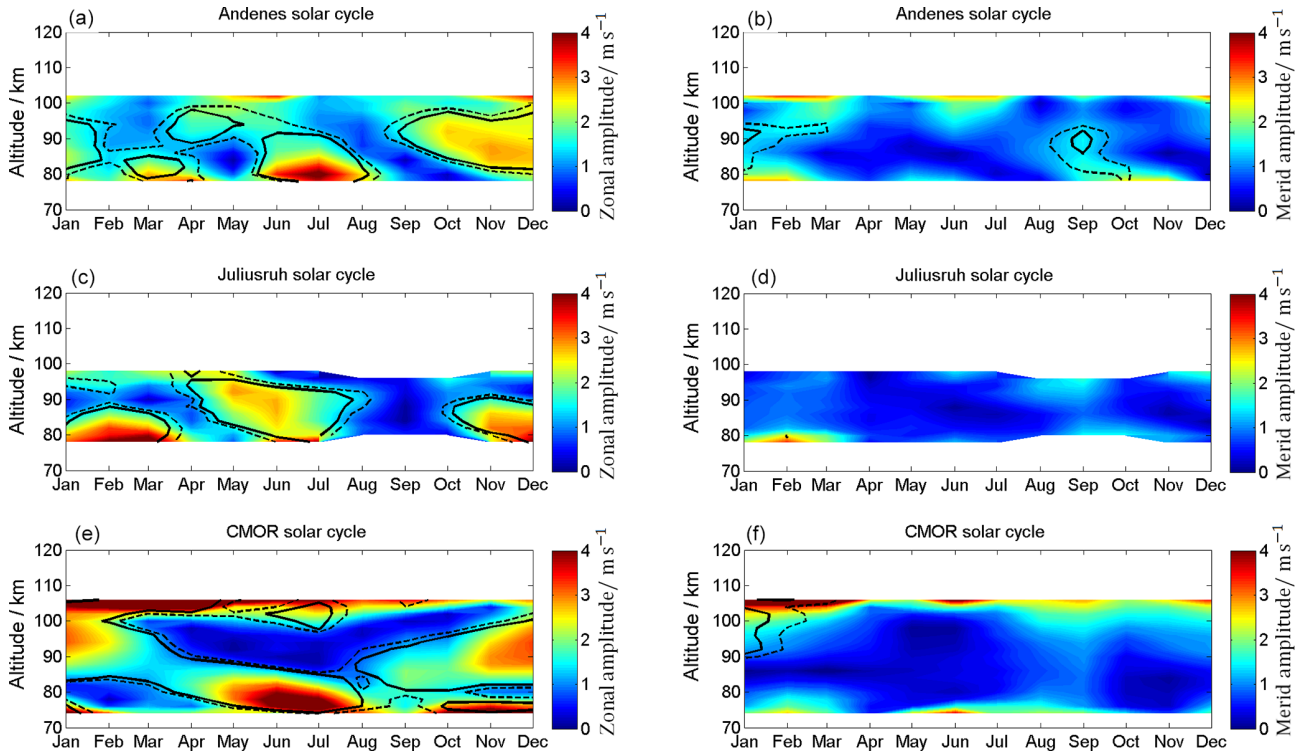 (a) Andenes solar cycle
120
110
100
90
80
70
Altitude / km
Jan Feb Mar Apr May Jun Jul Aug Sep Oct Nov Dec
4
3
2
1
0
Zonal amplitude/ m s−1
(b) Andenes solar cycle
120
110
100
90
80
70
Altitude / km
Jan Feb Mar Apr May Jun Jul Aug Sep Oct Nov Dec
4
3
2
1
0
Merid amplitude/ m s−1
(c) Juliusruh solar cycle
120
110
100
90
80
70
Altitude / km
Jan Feb Mar Apr May Jun Jul Aug Sep Oct Nov Dec
4
3
2
1
0
Zonal amplitude/ m s−1
(d) Juliusruh solar cycle
120
110
100
90
80
70
Altitude / km
Jan Feb Mar Apr May Jun Jul Aug Sep Oct Nov Dec
4
3
2
1
0
Merid amplitude/ m s−1
(e) CMOR solar cycle
120
110
100
90
80
70
Altitude / km
Jan Feb Mar Apr May Jun Jul Aug Sep Oct Nov Dec
4
3
2
1
0
Zonal amplitude/ m s−1
(f) CMOR solar cycle
120
110
100
90
80
70
Altitude / km
Jan Feb Mar Apr May Jun Jul Aug Sep Oct Nov Dec
4
3
2
1
0
Merid amplitude/ m s−1